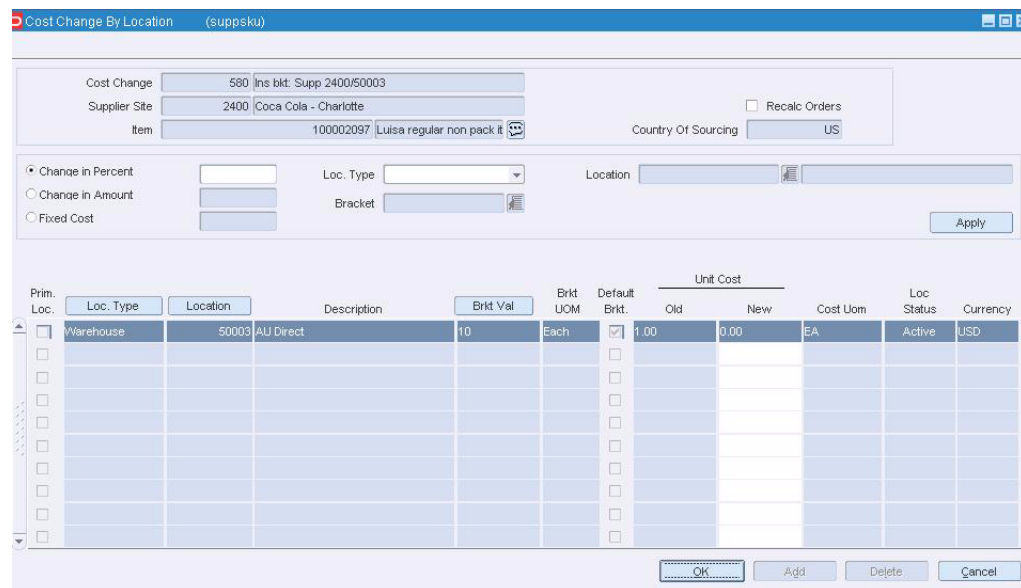 Cost Change By Location (suppsku)
Cost Change 580 Ins bkt: Supp 2400/50003
Supplier Site 2400 Coca Cola - Charlotte Recalc Orders
Item 100002097 Luisa regular non pack it Country Of Sourcing US
Change in Percent Loc. Type Location
Change in Amount Bracket
Fixed Cost Apply
Unit Cost
Prim. Loc. Loc. Type Location Description Brkt Val Brkt UOM Default Brkt. Old New Cost Uom Loc Status Currency
Warehouse 50003 AU Direct 10 Each 1.00 0.00 EA Active USD
OK Add Delete Cancel